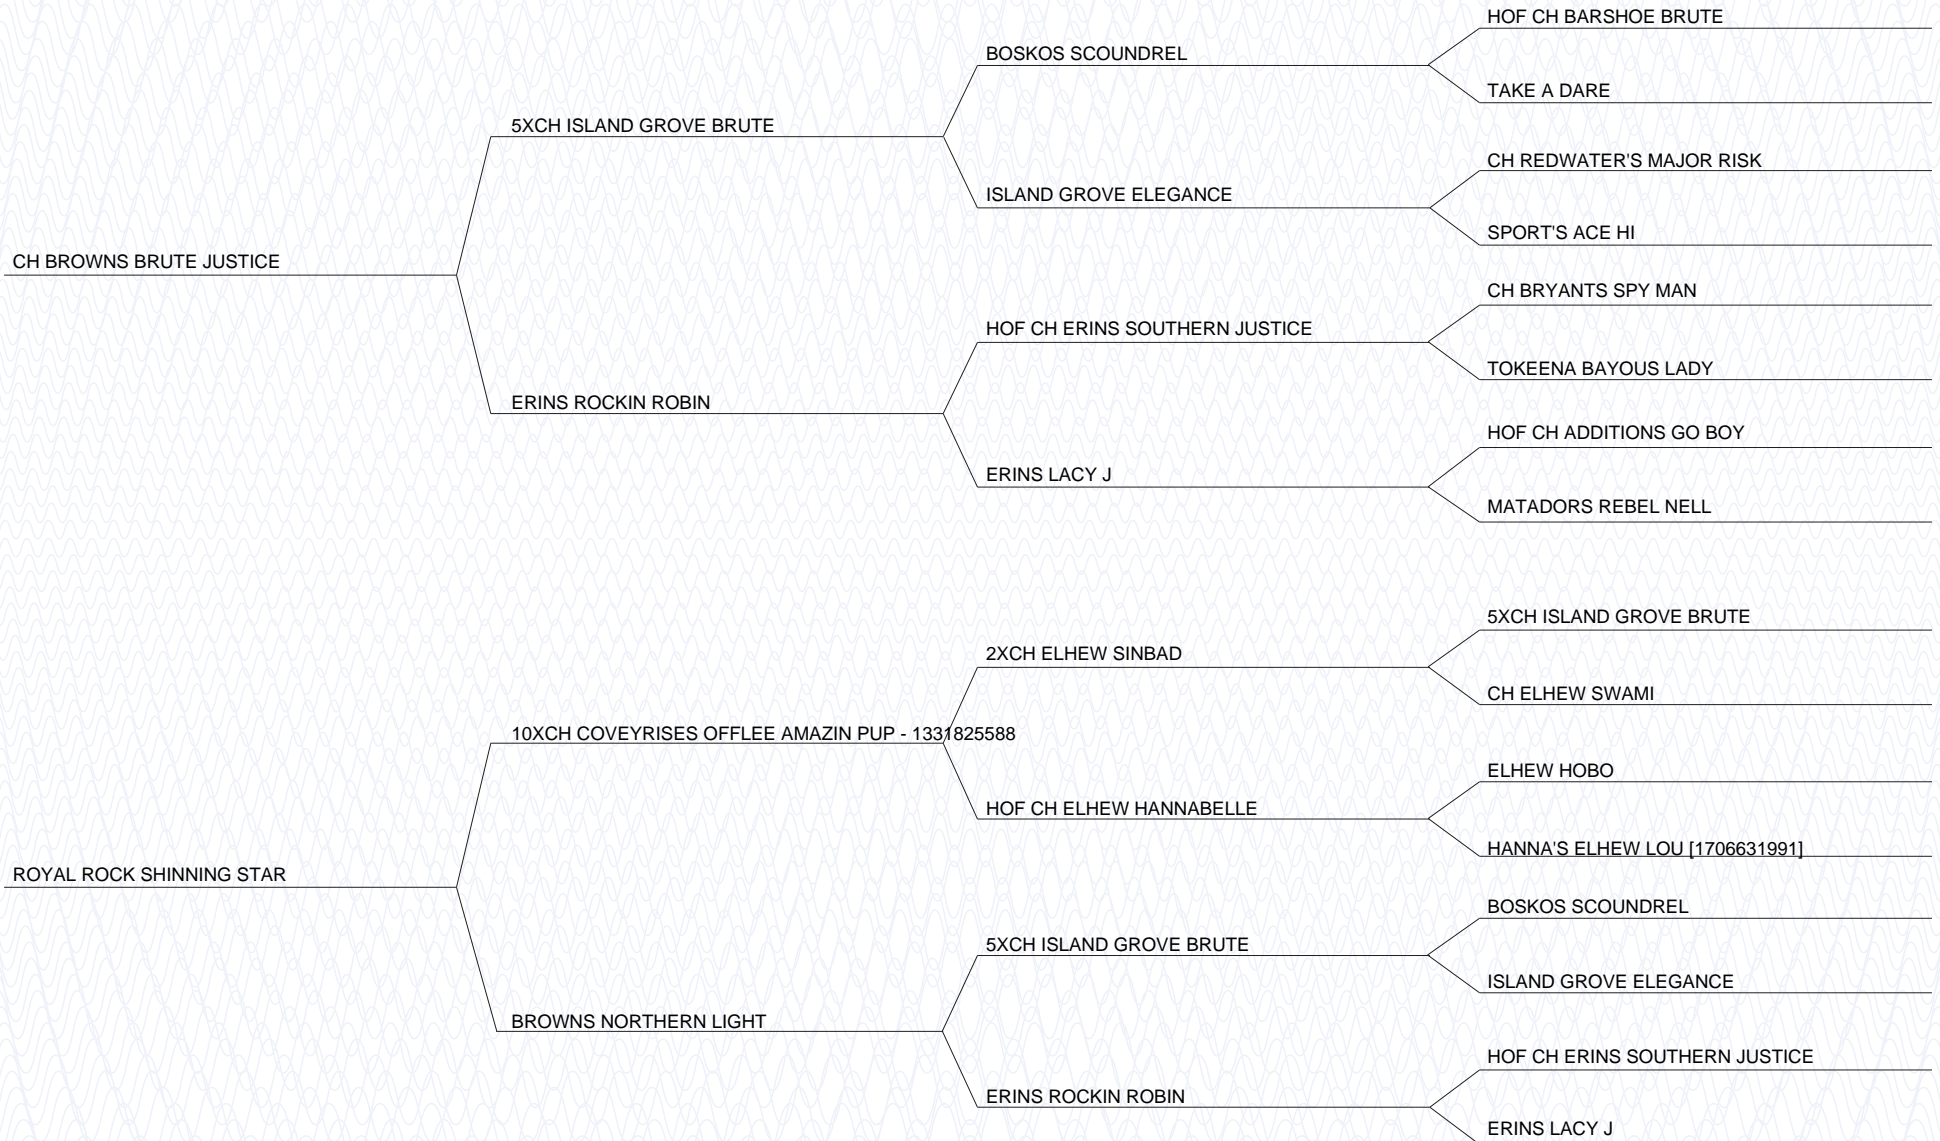 HOF CH BARSHOE BRUTE
BOSKOS SCOUNDREL
TAKE A DARE
5XCH ISLAND GROVE BRUTE
CH REDWATER'S MAJOR RISK
ISLAND GROVE ELEGANCE
SPORT'S ACE HI
CH BROWNS BRUTE JUSTICE
CH BRYANTS SPY MAN
HOF CH ERINS SOUTHERN JUSTICE
TOKEENA BAYOUS LADY
ERINS ROCKIN ROBIN
HOF CH ADDITIONS GO BOY
ERINS LACY J
MATADORS REBEL NELL
5XCH ISLAND GROVE BRUTE
2XCH ELHEW SINBAD
CH ELHEW SWAMI
10XCH COVEYRISES OFFLEE AMAZIN PUP - 1331825588
ELHEW HOBO
HOF CH ELHEW HANNABELLE
HANNA'S ELHEW LOU [1706631991]
ROYAL ROCK SHINNING STAR
BOSKOS SCOUNDREL
5XCH ISLAND GROVE BRUTE
ISLAND GROVE ELEGANCE
BROWNS NORTHERN LIGHT
HOF CH ERINS SOUTHERN JUSTICE
ERINS ROCKIN ROBIN
ERINS LACY J